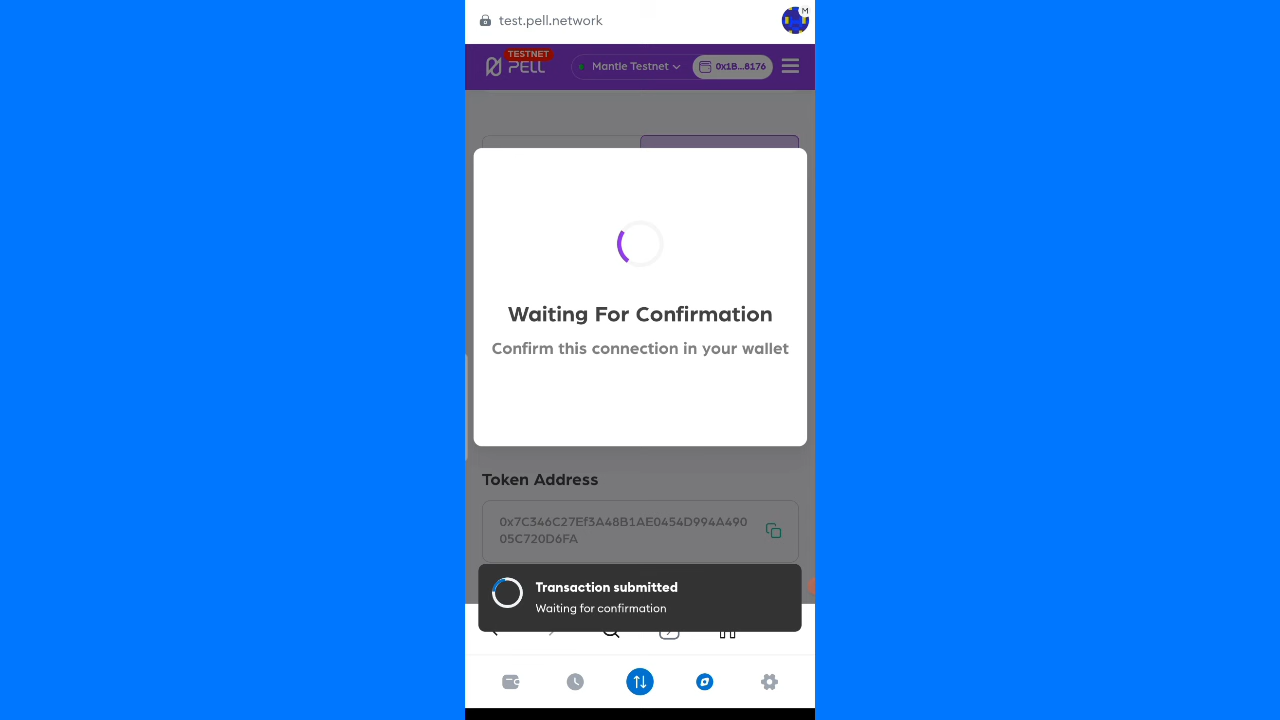 test.pell.network
M
TESTNET
PELL
Mantle Testnet
0x1B...8176
Waiting For Confirmation
Confirm this connection in your wallet
Token Address
0x7C346C27Ef3A48B1AE0454D994A490
05C720D6FA
Transaction submitted
Waiting for confirmation